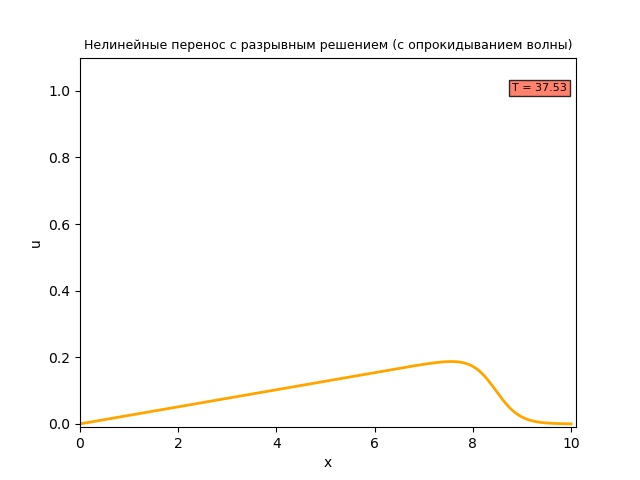 Нелинейные перенос с разрывным решением (с опрокидыванием волны)
T = 37.53
1.0
0.8
0.6
0.4
0.2
0.0
u
0 2 4 6 8 10
x